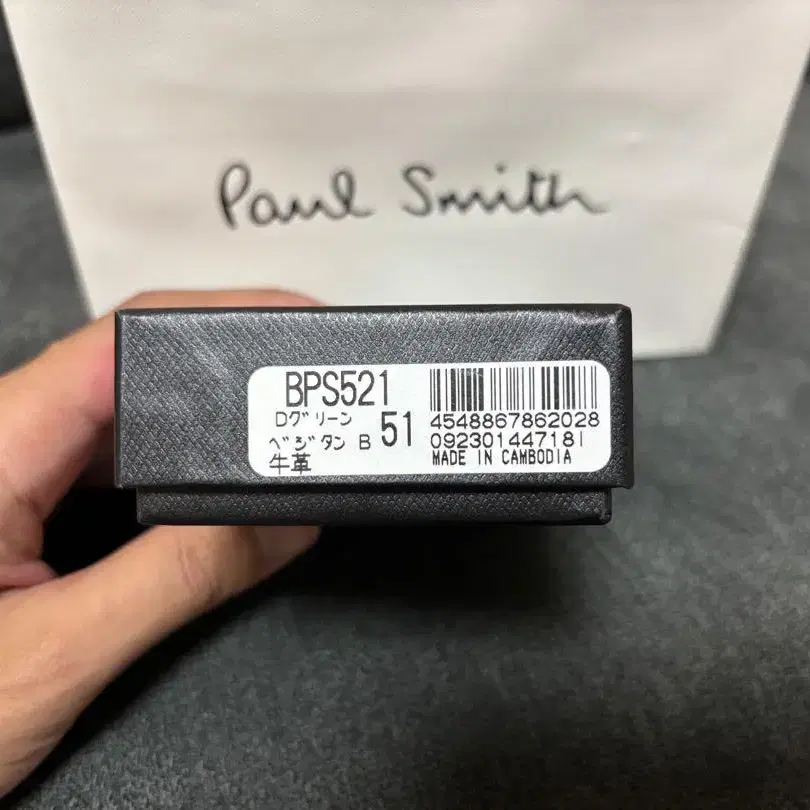 Paul Smith
BPS521
Dグリーン 51
ベジタン B
牛革
4548867862028
092301447181
MADE IN CAMBODIA